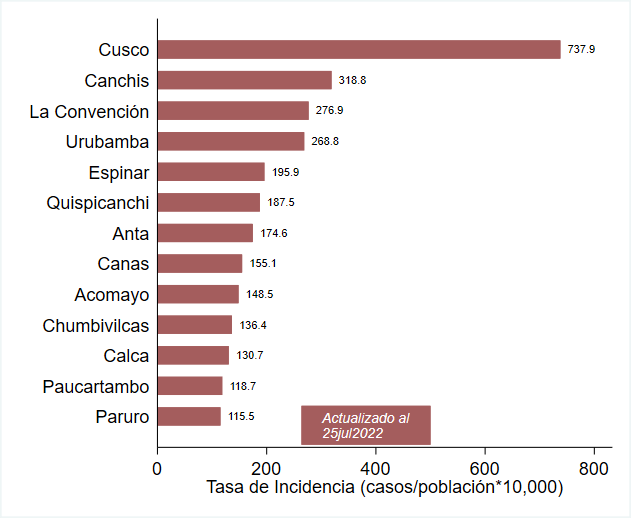 Cusco 737.9
Canchis 318.8
La Convención 276.9
Urubamba 268.8
Espinar 195.9
Quispicanchi 187.5
Anta 174.6
Canas 155.1
Acomayo 148.5
Chumbivilcas 136.4
Calca 130.7
Paucartambo 118.7
Paruro 115.5
Actualizado al
25jul2022
0 200 400 600 800
Tasa de Incidencia (casos/población*10,000)